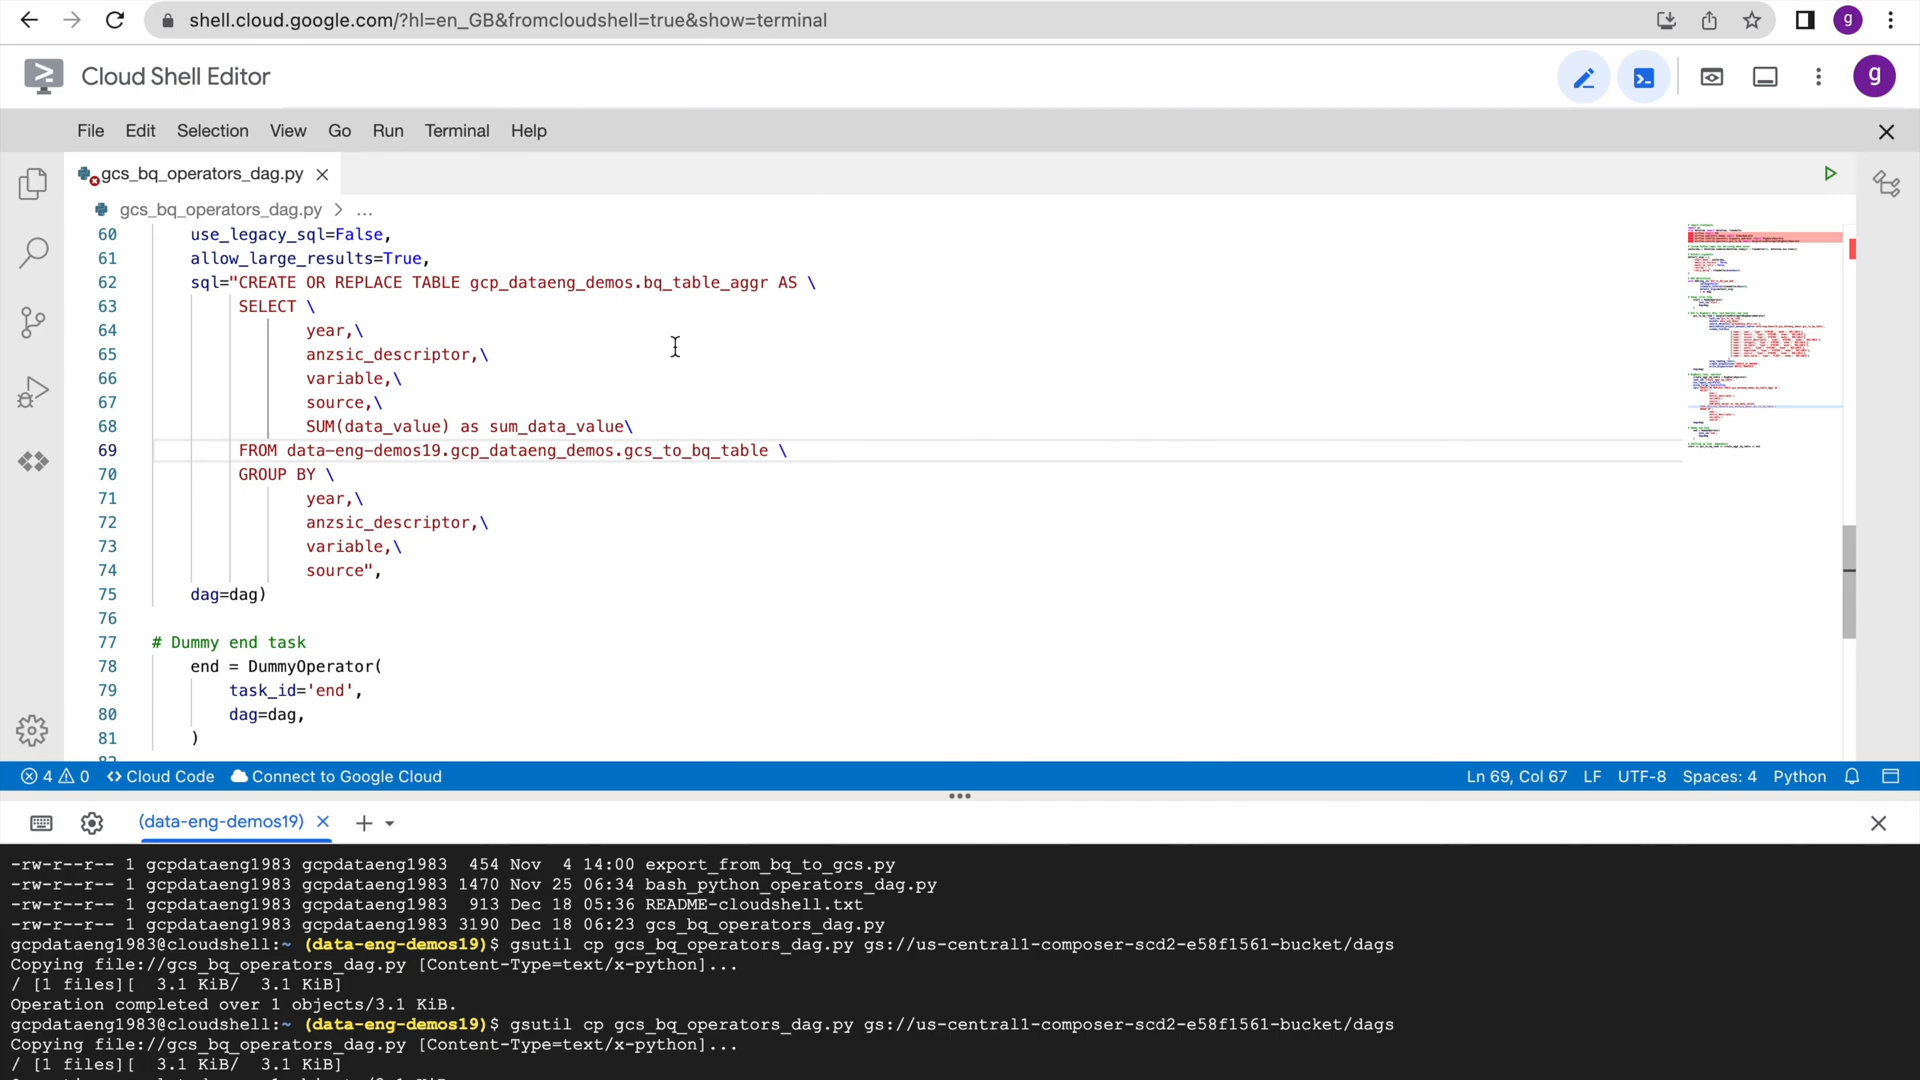 shell.cloud.google.com/?hl=en_GB&fromcloudshell=true&show=terminal
g
Cloud Shell Editor
g
File Edit Selection View Go Run Terminal Help
gcs_bq_operators_dag.py
gcs_bq_operators_dag.py > ...
60 use_legacy_sql=False,
61 allow_large_results=True,
62 sql="CREATE OR REPLACE TABLE gcp_dataeng_demos.bq_table_aggr AS \
63 SELECT \
64 year,\
65 anzsic_descriptor,\
66 variable,\
67 source,\
68 SUM(data_value) as sum_data_value\
69 FROM data-eng-demos19.gcp_dataeng_demos.gcs_to_bq_table \
70 GROUP BY \
71 year,\
72 anzsic_descriptor,\
73 variable,\
74 source",
75 dag=dag)
76
77 # Dummy end task
78 end = DummyOperator(
79 task_id='end',
80 dag=dag,
81 )
4 0 Cloud Code Connect to Google Cloud Ln 69, Col 67 LF UTF-8 Spaces: 4 Python
(data-eng-demos19)
-rw-r--r-- 1 gcpdataeng1983 gcpdataeng1983 454 Nov 4 14:00 export_from_bq_to_gcs.py
-rw-r--r-- 1 gcpdataeng1983 gcpdataeng1983 1470 Nov 25 06:34 bash_python_operators_dag.py
-rw-r--r-- 1 gcpdataeng1983 gcpdataeng1983 913 Dec 18 05:36 README-cloudshell.txt
-rw-r--r-- 1 gcpdataeng1983 gcpdataeng1983 3190 Dec 18 06:23 gcs_bq_operators_dag.py
gcpdataeng1983@cloudshell:~ (data-eng-demos19)$ gsutil cp gcs_bq_operators_dag.py gs://us-central1-composer-scd2-e58f1561-bucket/dags
Copying file://gcs_bq_operators_dag.py [Content-Type=text/x-python]...
/ [1 files][ 3.1 KiB/ 3.1 KiB]
Operation completed over 1 objects/3.1 KiB.
gcpdataeng1983@cloudshell:~ (data-eng-demos19)$ gsutil cp gcs_bq_operators_dag.py gs://us-central1-composer-scd2-e58f1561-bucket/dags
Copying file://gcs_bq_operators_dag.py [Content-Type=text/x-python]...
/ [1 files][ 3.1 KiB/ 3.1 KiB]